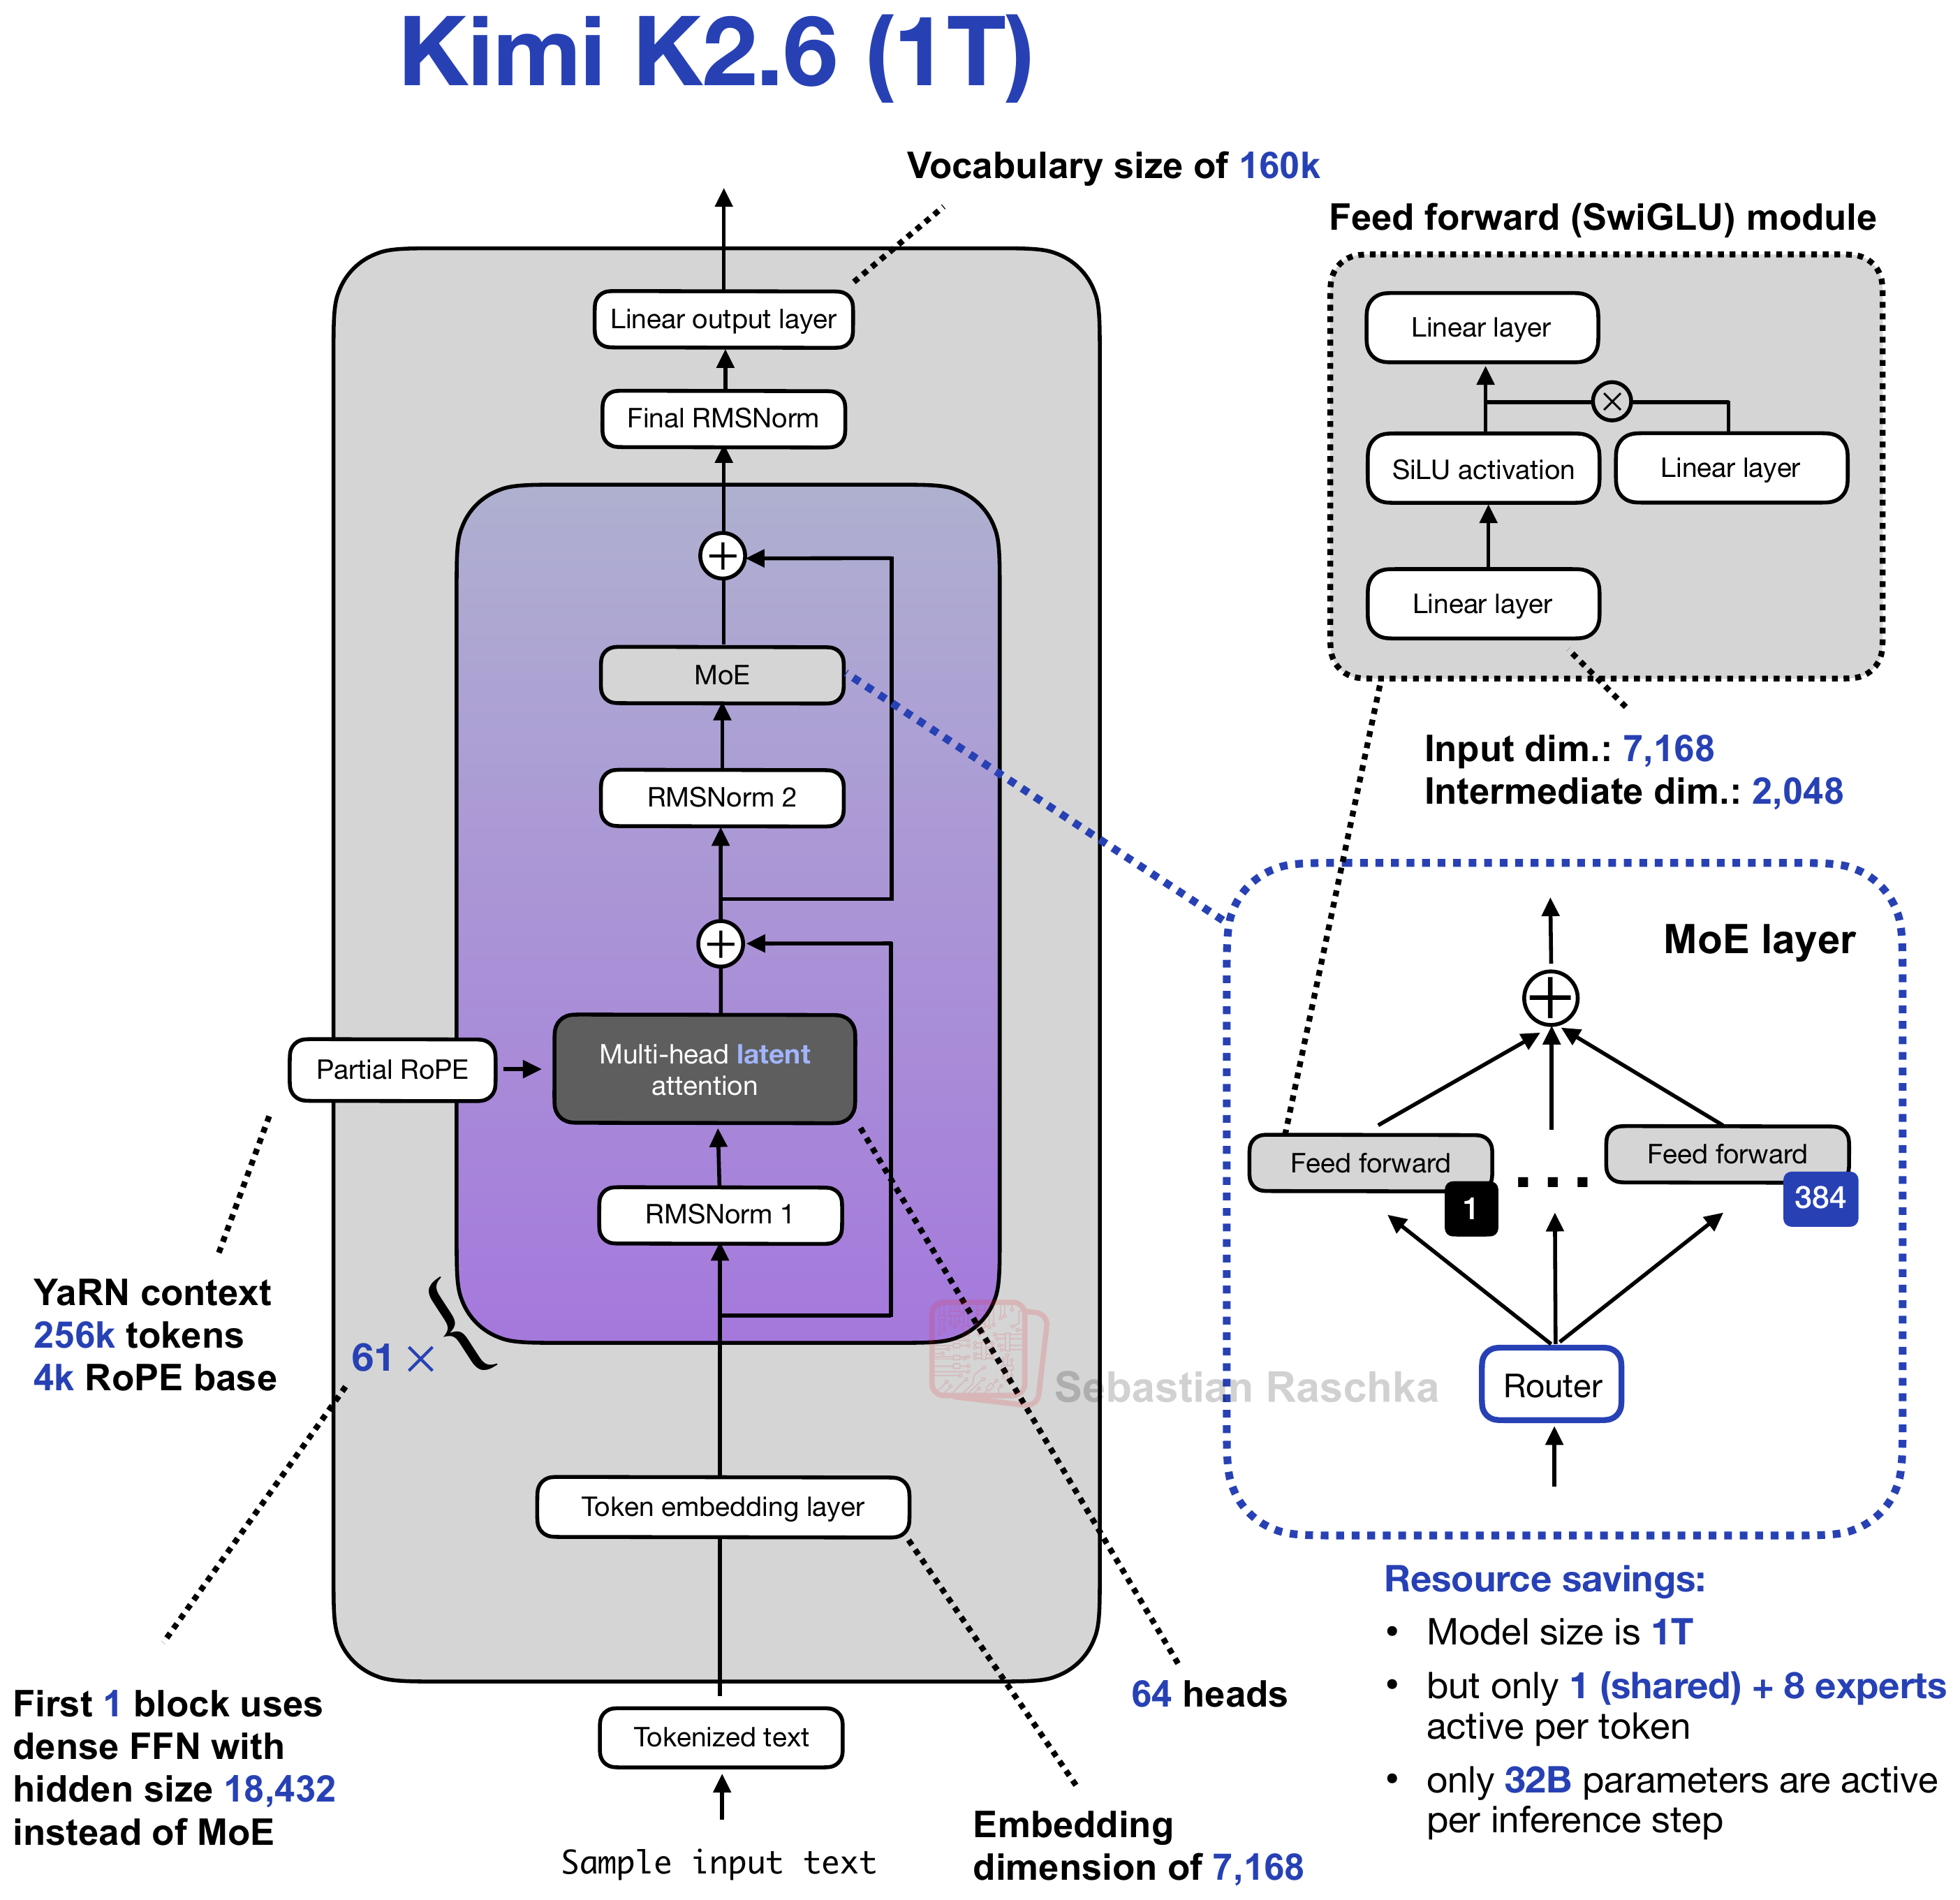 Kimi K2.6 (1T)
Vocabulary size of 160k
Linear output layer
Final RMSNorm
MoE
RMSNorm 2
Multi-head latent
attention
Partial RoPE
RMSNorm 1
YaRN context
256k tokens
4k RoPE base
61 ×
Token embedding layer
First 1 block uses
dense FFN with
hidden size 18,432
instead of MoE
Tokenized text
Sample input text
64 heads
Embedding
dimension of 7,168
Feed forward (SwiGLU) module
Linear layer
SiLU activation
Linear layer
Linear layer
Input dim.: 7,168
Intermediate dim.: 2,048
MoE layer
Feed forward
1
. . .
Feed forward
384
Router
Sebastian Raschka
Resource savings:
• Model size is 1T
• but only 1 (shared) + 8 experts
active per token
• only 32B parameters are active
per inference step